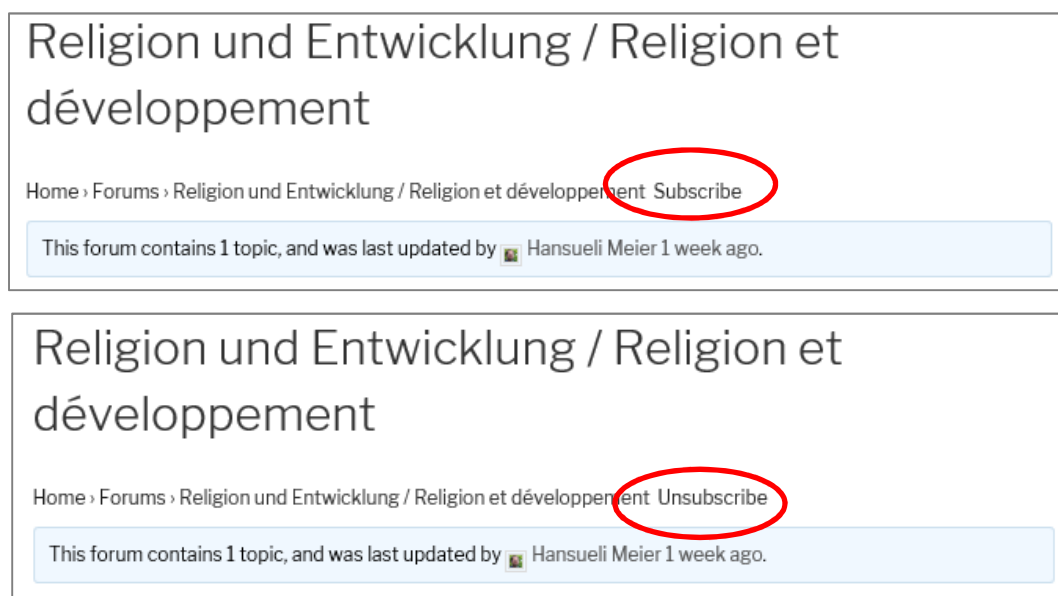 Religion und Entwicklung / Religion et
développement
Home › Forums › Religion und Entwicklung / Religion et développement Subscribe
This forum contains 1 topic, and was last updated by Hansueli Meier 1 week ago.
Religion und Entwicklung / Religion et
développement
Home › Forums › Religion und Entwicklung / Religion et développement Unsubscribe
This forum contains 1 topic, and was last updated by Hansueli Meier 1 week ago.